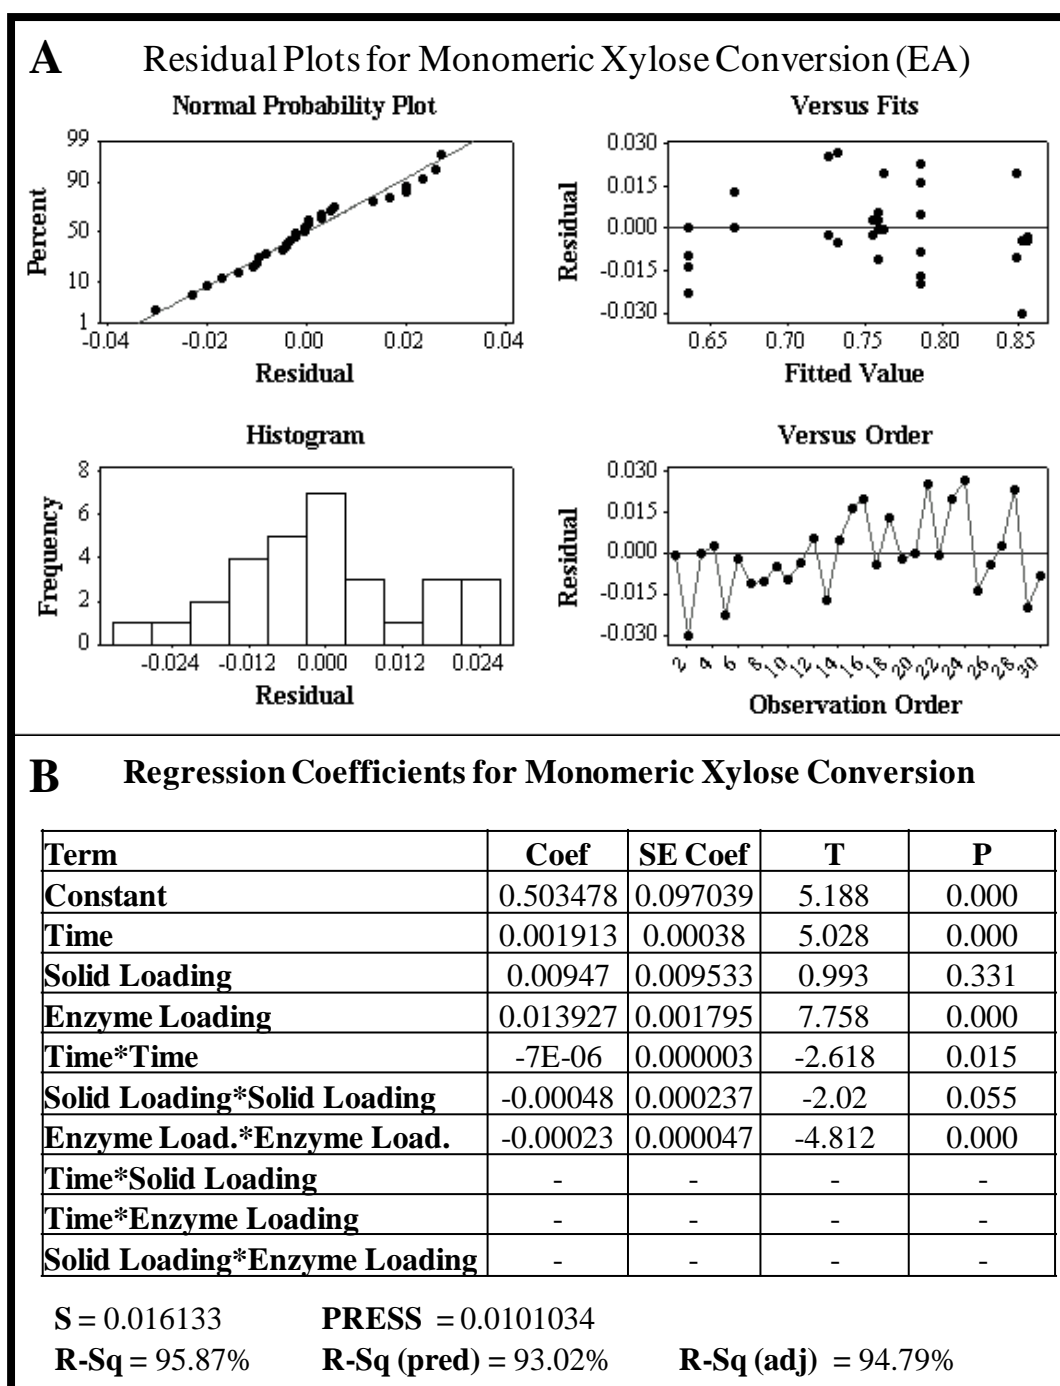 A Residual Plots for Monomeric Xylose Conversion (EA)
Normal Probability Plot
99
90
50
10
1
Percent
-0.04 -0.02 0.00 0.02 0.04
Residual
Versus Fits
0.030
0.015
0.000
-0.015
-0.030
Residual
0.65 0.70 0.75 0.80 0.85
Fitted Value
Histogram
8
6
4
2
0
Frequency
-0.024 -0.012 0.000 0.012 0.024
Residual
Versus Order
0.030
0.015
0.000
-0.015
-0.030
Residual
2 4 6 8 10 12 14 16 18 20 22 24 26 28 30
Observation Order
B Regression Coefficients for Monomeric Xylose Conversion
Term Coef SE Coef T P
Constant 0.503478 0.097039 5.188 0.000
Time 0.001913 0.00038 5.028 0.000
Solid Loading 0.00947 0.009533 0.993 0.331
Enzyme Loading 0.013927 0.001795 7.758 0.000
Time*Time -7E-06 0.000003 -2.618 0.015
Solid Loading*Solid Loading -0.00048 0.000237 -2.02 0.055
Enzyme Load.*Enzyme Load. -0.00023 0.000047 -4.812 0.000
Time*Solid Loading - - - -
Time*Enzyme Loading - - - -
Solid Loading*Enzyme Loading - - - -
S = 0.016133 PRESS = 0.0101034
R-Sq = 95.87% R-Sq (pred) = 93.02% R-Sq (adj) = 94.79%